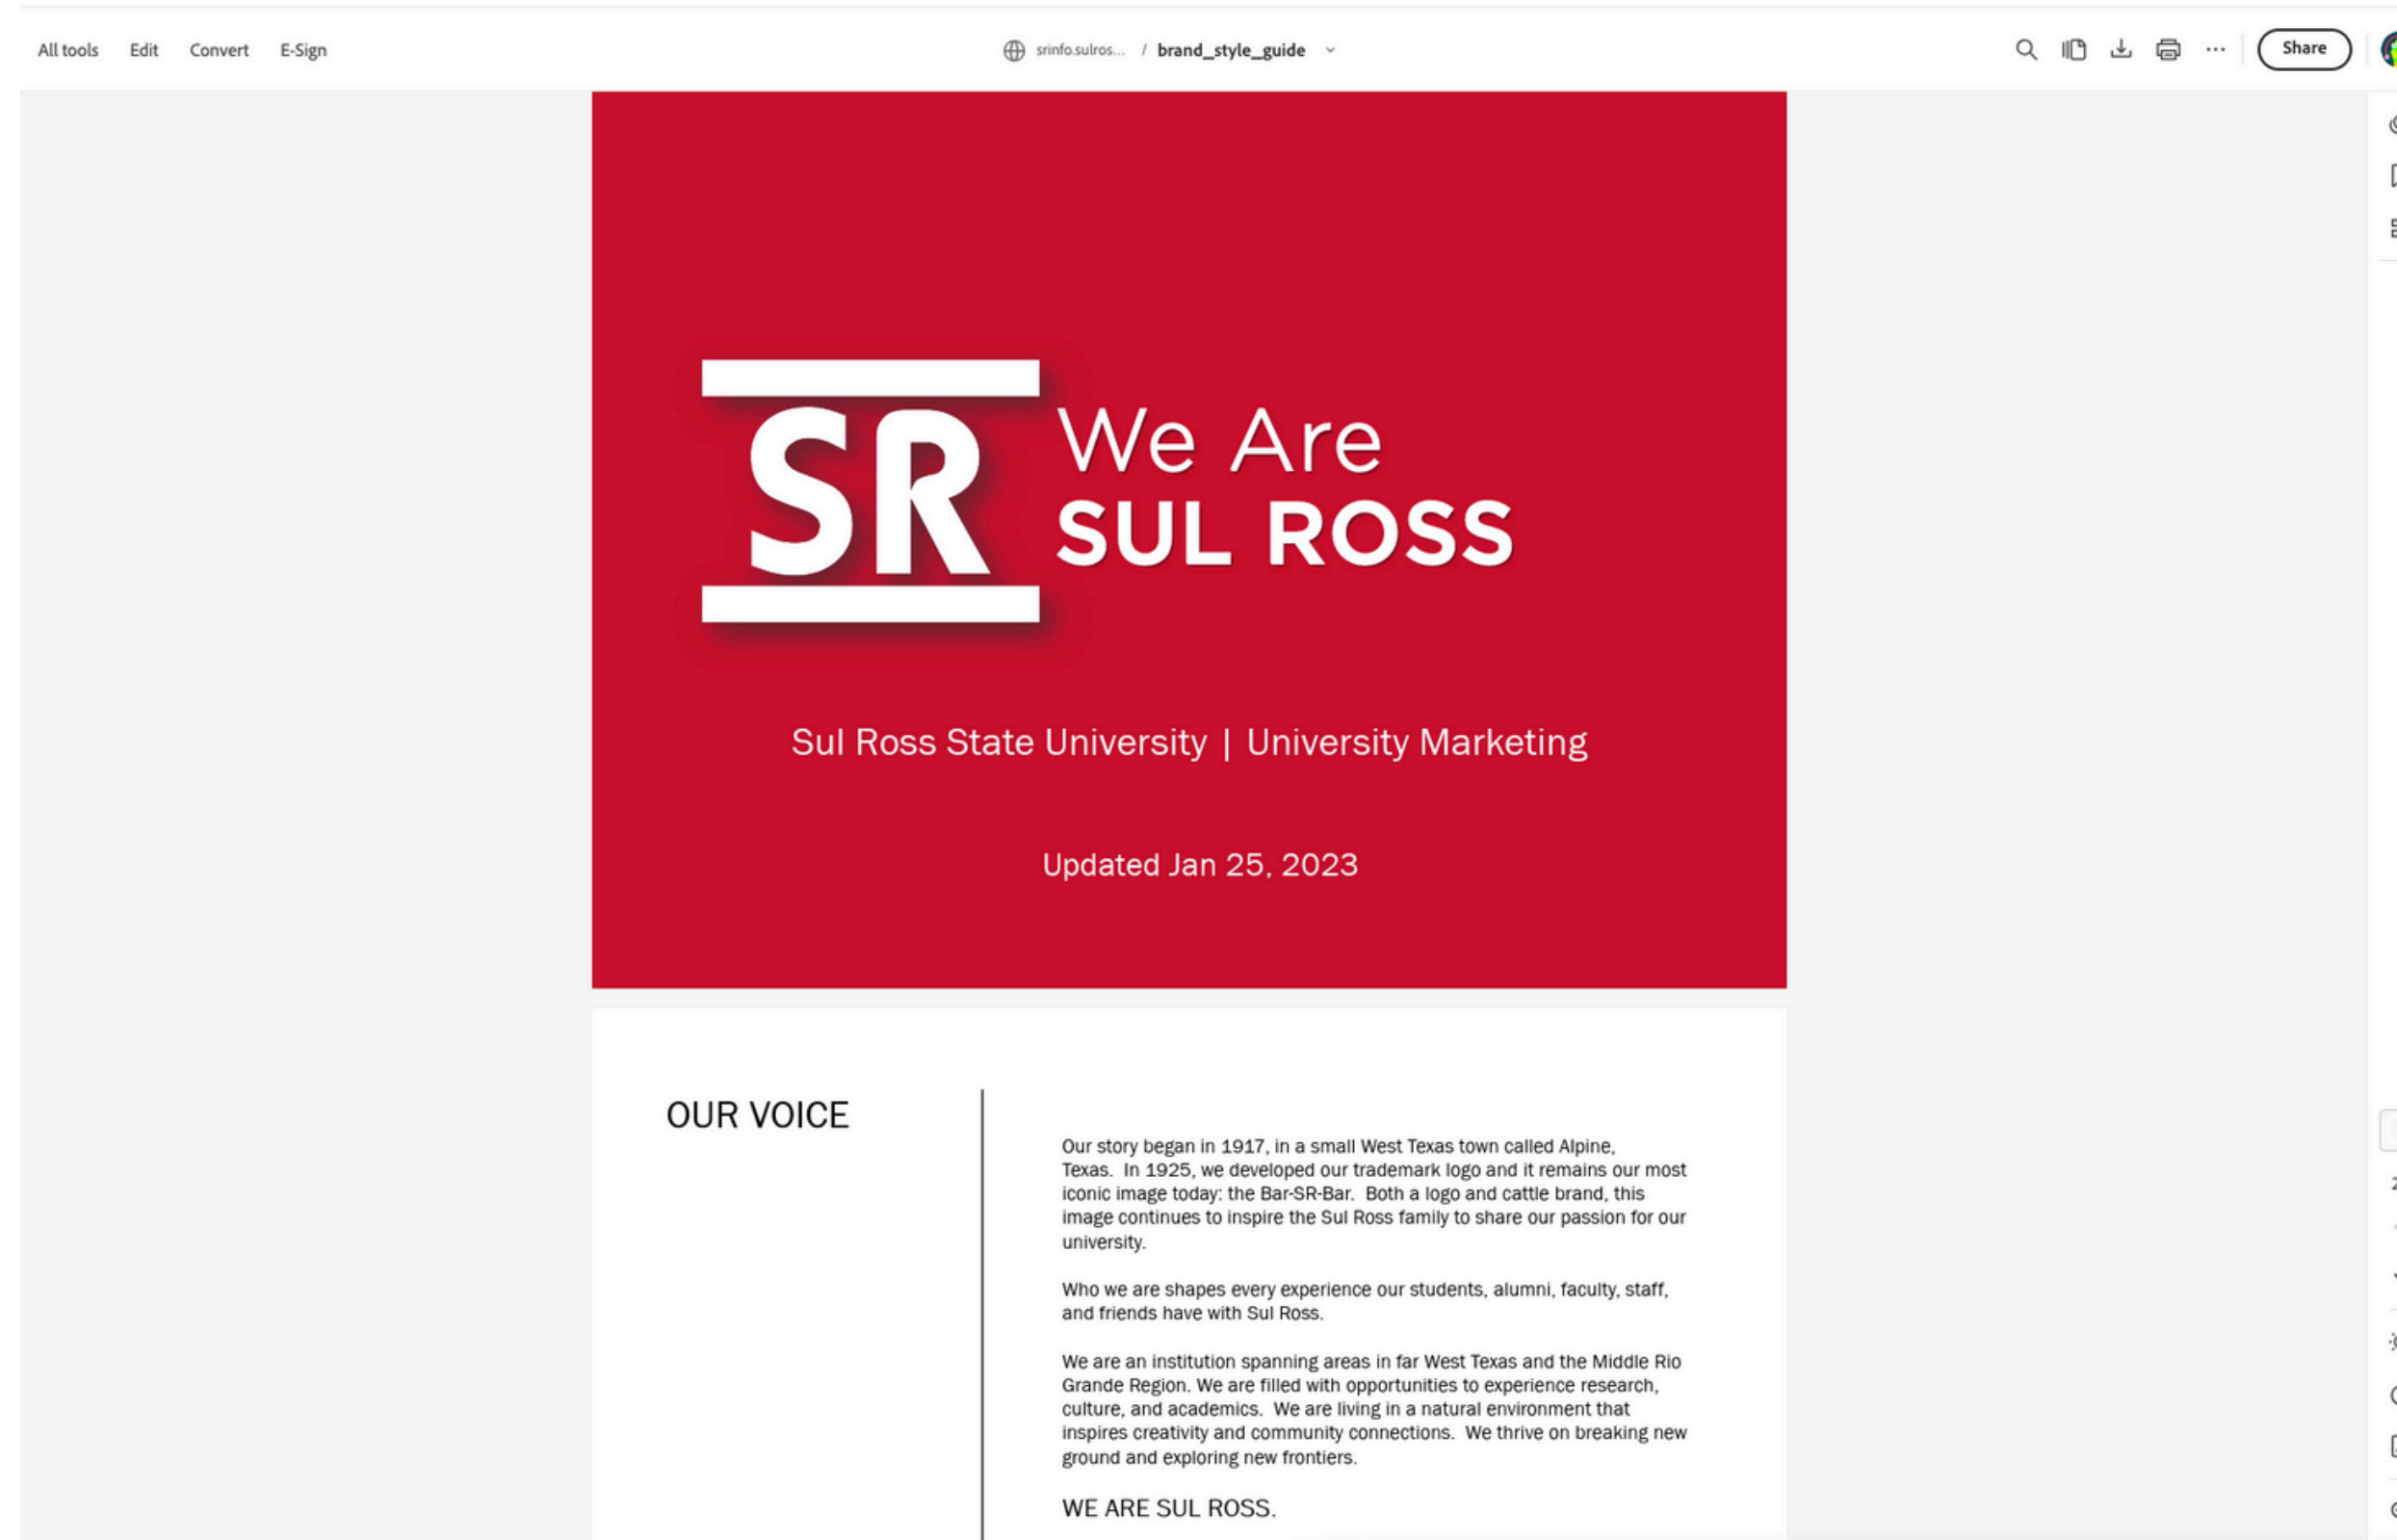 All tools Edit Convert E-Sign srinfo.sulros... / brand_style_guide Share
SR
We Are
SUL ROSS
Sul Ross State University | University Marketing
Updated Jan 25, 2023
OUR VOICE
Our story began in 1917, in a small West Texas town called Alpine,
Texas. In 1925, we developed our trademark logo and it remains our most
iconic image today: the Bar-SR-Bar. Both a logo and cattle brand, this
image continues to inspire the Sul Ross family to share our passion for our
university.
Who we are shapes every experience our students, alumni, faculty, staff,
and friends have with Sul Ross.
We are an institution spanning areas in far West Texas and the Middle Rio
Grande Region. We are filled with opportunities to experience research,
culture, and academics. We are living in a natural environment that
inspires creativity and community connections. We thrive on breaking new
ground and exploring new frontiers.
WE ARE SUL ROSS.